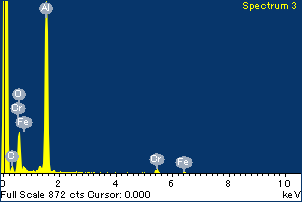 Spectrum 3
Al
O
Cr
Fe
C
Cr
Fe
0 2 4 6 8 10
Full Scale 872 cts Cursor: 0.000 keV